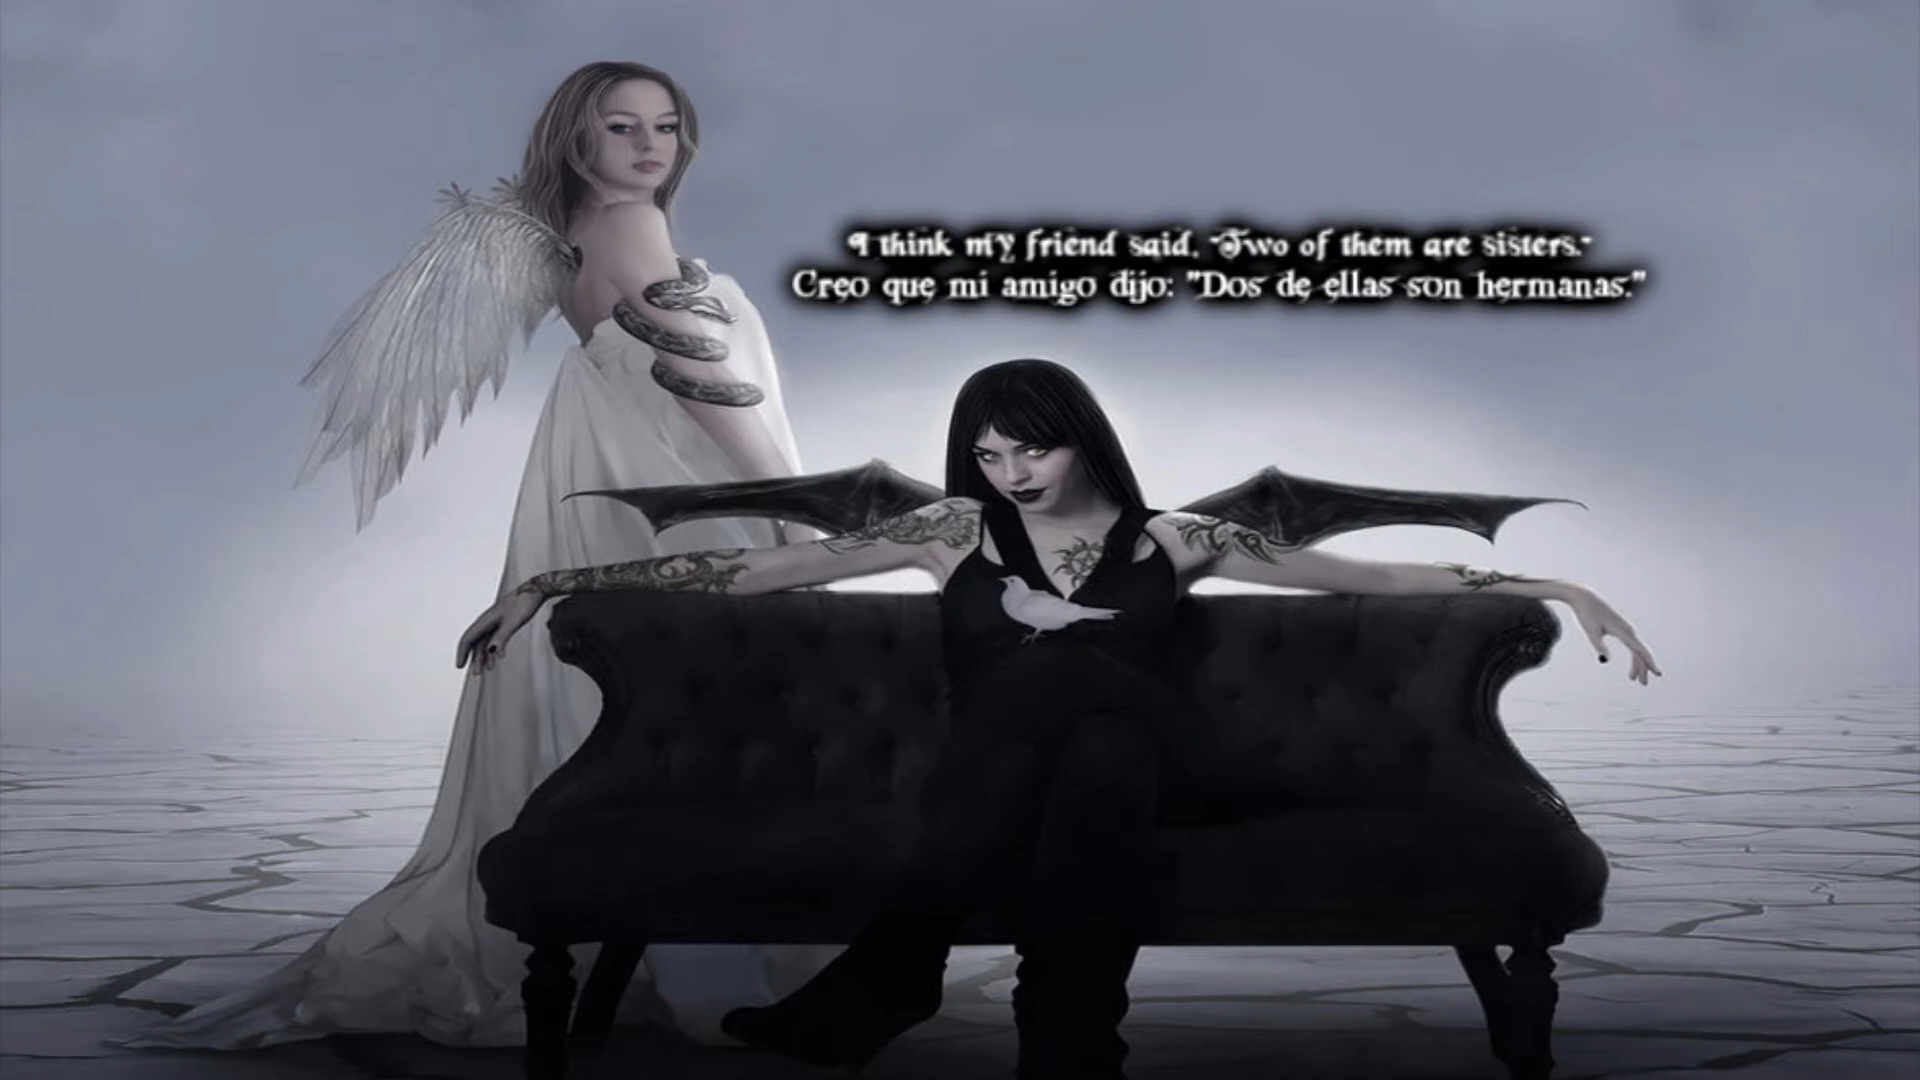 I think my friend said, "Two of them are sisters."
Creo que mi amigo dijo: "Dos de ellas son hermanas."